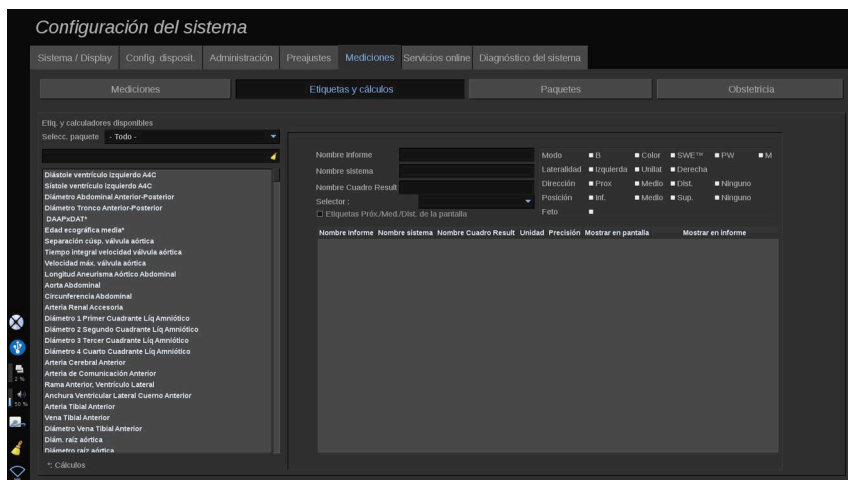 Configuración del sistema
Sistema / Display Config. disposit. Administración Preajustes Mediciones Servicios online Diagnóstico del sistema
Mediciones Etiquetas y cálculos Paquetes Obstetricia
Etiq. y calculadores disponibles
Selecc. paquete - Todo -
Diástole ventrículo izquierdo A4C
Sístole ventrículo izquierdo A4C
Diámetro Abdominal Anterior-Posterior
Diámetro Tronco Anterior-Posterior
DAAPxDAT*
Edad ecográfica media*
Separación cúsp. válvula aórtica
Tiempo integral velocidad válvula aórtica
Velocidad máx. válvula aórtica
Longitud Aneurisma Aórtico Abdominal
Aorta Abdominal
Circunferencia Abdominal
Arteria Renal Accesoria
Diámetro 1 Primer Cuadrante Líq Amniótico
Diámetro 2 Segundo Cuadrante Líq Amniótico
Diámetro 3 Tercer Cuadrante Líq Amniótico
Diámetro 4 Cuarto Cuadrante Líq Amniótico
Arteria Cerebral Anterior
Arteria de Comunicación Anterior
Rama Anterior, Ventrículo Lateral
Anchura Ventricular Lateral Cuerno Anterior
Arteria Tibial Anterior
Vena Tibial Anterior
Diámetro Vena Tibial Anterior
Diám. raíz aórtica
Diámetro raíz aórtica
*: Cálculos
Nombre Informe
Nombre sistema
Nombre Cuadro Result
Selector :
Etiquetas Próx./Med./Dist. de la pantalla
Modo B Color SWE™ PW M
Lateralidad Izquierda Unilat Derecha
Dirección Prox Medio Dist. Ninguno
Posición Inf. Medio Sup. Ninguno
Feto
Nombre Informe Nombre sistema Nombre Cuadro Result Unidad Precisión Mostrar en pantalla Mostrar en informe
2 %
50 %